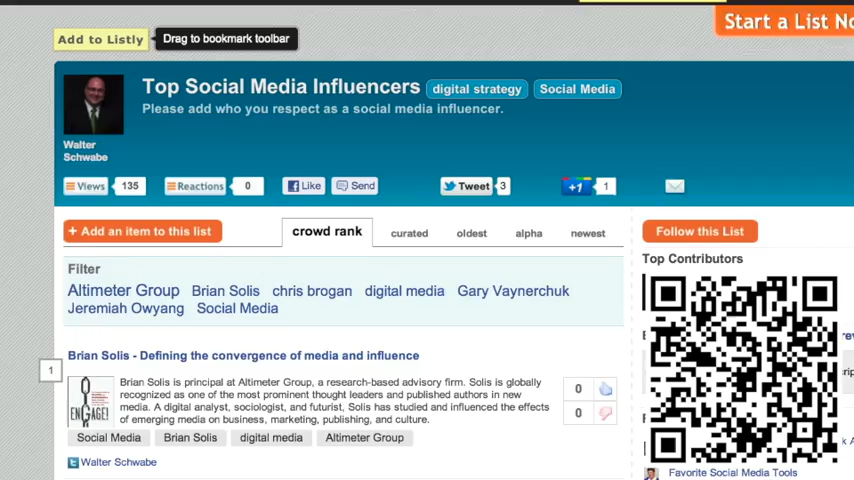 Start a List No
Add to Listly
Drag to bookmark toolbar
Top Social Media Influencers
digital strategy
Social Media
Please add who you respect as a social media influencer.
Walter
Schwabe
Views
135
Reactions
0
Like
Send
Tweet
3
+1
1
+ Add an item to this list
crowd rank
curated
oldest
alpha
newest
Follow this List
Filter
Altimeter Group Brian Solis chris brogan digital media Gary Vaynerchuk
Jeremiah Owyang Social Media
Top Contributors
1
Brian Solis - Defining the convergence of media and influence
ENGAGE!
Brian Solis is principal at Altimeter Group, a research-based advisory firm. Solis is globally
recognized as one of the most prominent thought leaders and published authors in new
media. A digital analyst, sociologist, and futurist, Solis has studied and influenced the effects
of emerging media on business, marketing, publishing, and culture.
0
0
Social Media
Brian Solis
digital media
Altimeter Group
Walter Schwabe
Favorite Social Media Tools